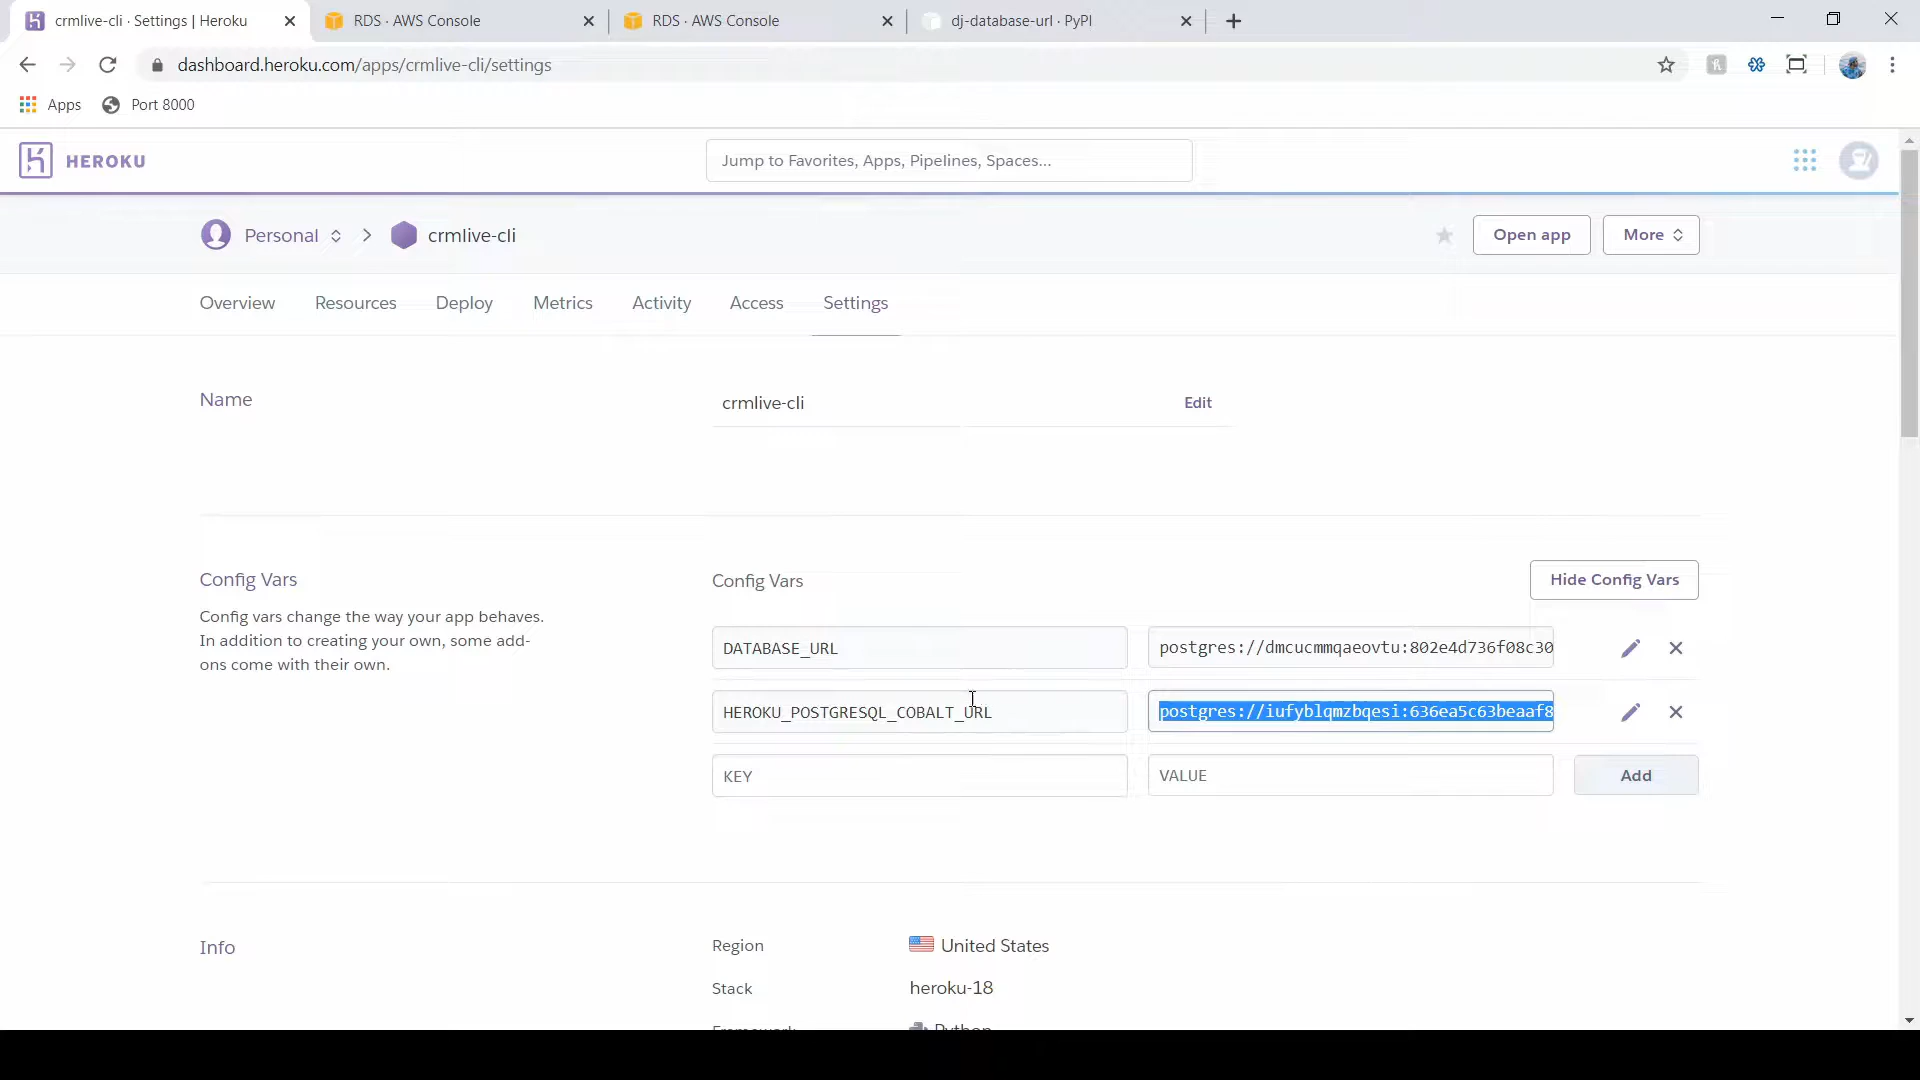 crmlive-cli · Settings | Heroku
RDS · AWS Console
RDS · AWS Console
dj-database-url · PyPI
dashboard.heroku.com/apps/crmlive-cli/settings
Apps
Port 8000
HEROKU
Jump to Favorites, Apps, Pipelines, Spaces...
Personal
crmlive-cli
Open app
More
Overview
Resources
Deploy
Metrics
Activity
Access
Settings
Name
crmlive-cli
Edit
Config Vars
Config vars change the way your app behaves.
In addition to creating your own, some add-
ons come with their own.
Config Vars
Hide Config Vars
DATABASE_URL
postgres://dmcucmmqaeovtu:802e4d736f08c30
HEROKU_POSTGRESQL_COBALT_URL
postgres://iufyblqmzbqesi:636ea5c63beaaf8
KEY
VALUE
Add
Info
Region
United States
Stack
heroku-18
Framework
Python